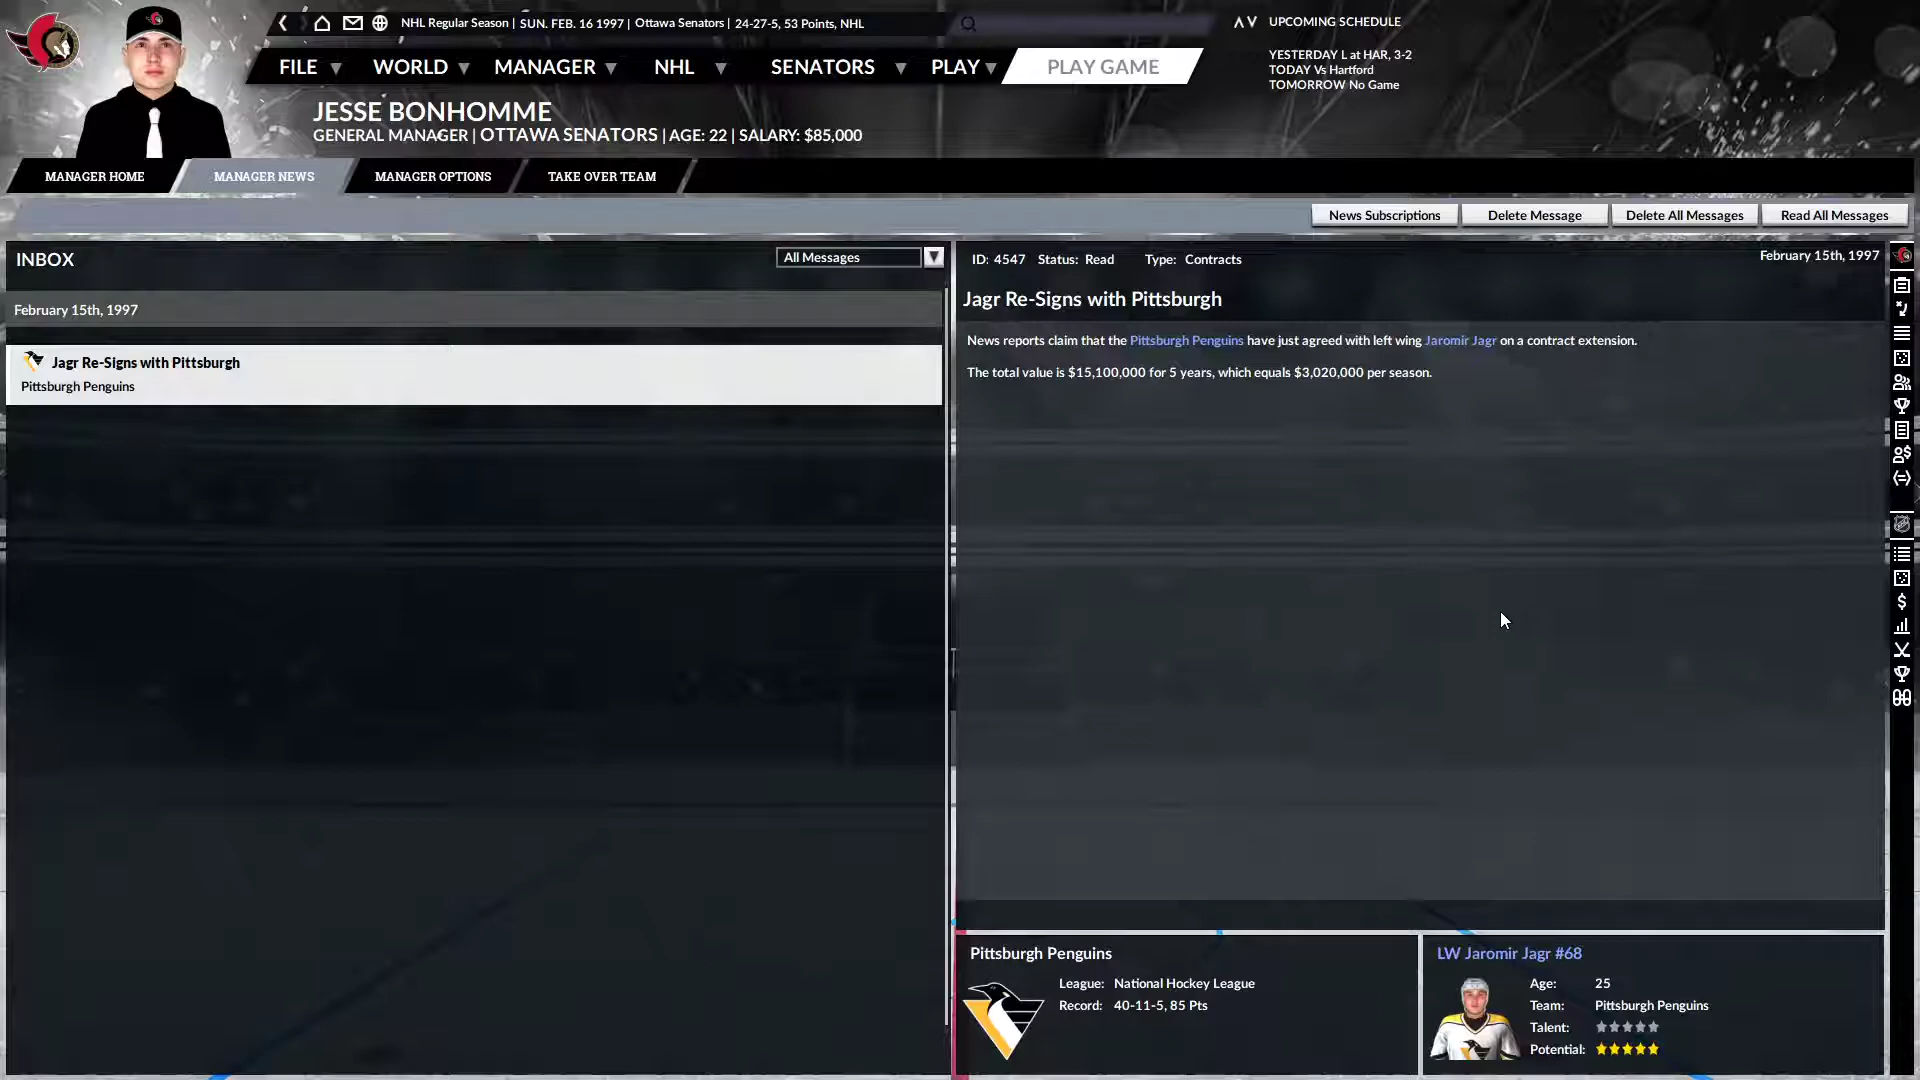 NHL Regular Season | SUN. FEB. 16 1997 | Ottawa Senators | 24-27-5, 53 Points, NHL
UPCOMING SCHEDULE
YESTERDAY L at HAR, 3-2
TODAY Vs Hartford
TOMORROW No Game
FILE WORLD MANAGER NHL SENATORS PLAY PLAY GAME
JESSE BONHOMME
GENERAL MANAGER | OTTAWA SENATORS | AGE: 22 | SALARY: $85,000
MANAGER HOME MANAGER NEWS MANAGER OPTIONS TAKE OVER TEAM
News Subscriptions Delete Message Delete All Messages Read All Messages
INBOX All Messages
February 15th, 1997
Jagr Re-Signs with Pittsburgh
Pittsburgh Penguins
ID: 4547 Status: Read Type: Contracts February 15th, 1997
Jagr Re-Signs with Pittsburgh
News reports claim that the Pittsburgh Penguins have just agreed with left wing Jaromir Jagr on a contract extension.
The total value is $15,100,000 for 5 years, which equals $3,020,000 per season.
Pittsburgh Penguins
League: National Hockey League
Record: 40-11-5, 85 Pts
LW Jaromir Jagr #68
Age: 25
Team: Pittsburgh Penguins
Talent:
Potential: